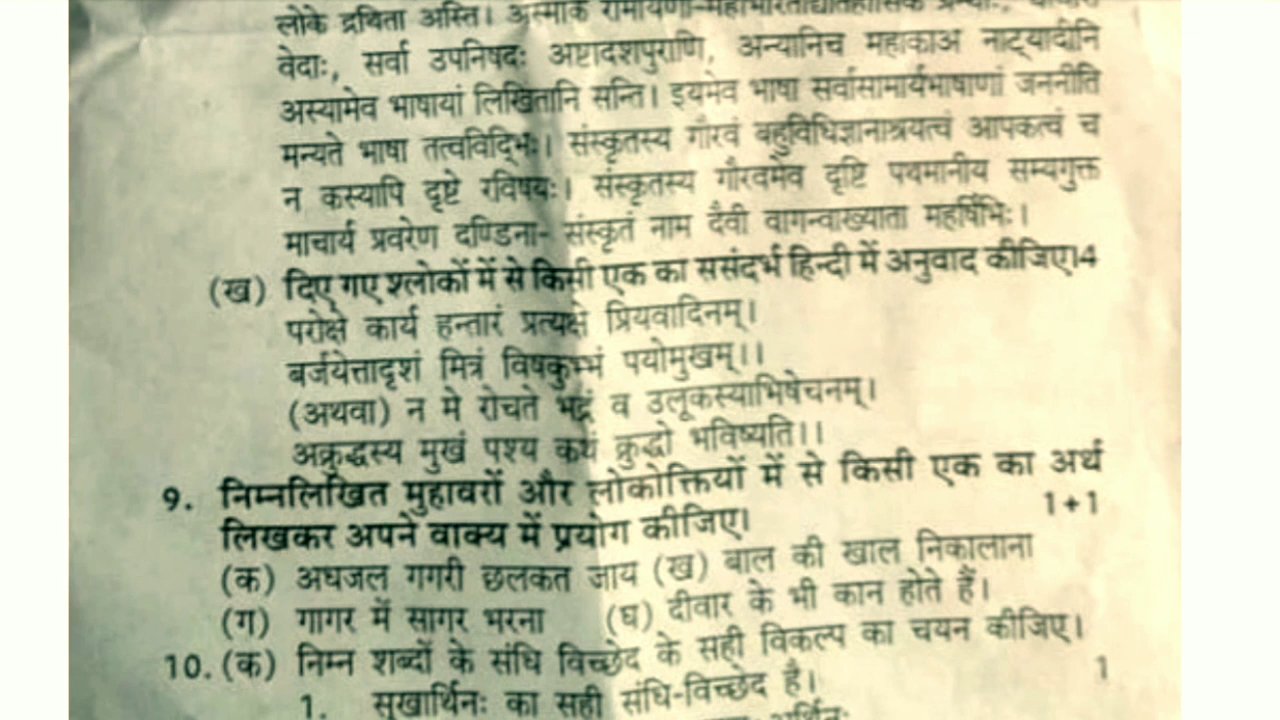 लोके प्रथिता अस्ति। अस्माकं
वेदाः, सर्वा उपनिषदः अष्टादशपुराणि, अन्यानिच महाकाअ नाट्यादीनि
अस्यामेव भाषायां लिखितानि सन्ति। इयमेव भाषा सर्वासामार्यभाषाणां जननीति
मन्यते भाषा तत्वविद्भिः। संस्कृतस्य गौरवं बहुविधिज्ञानाश्रयत्वं आपकत्वं च
न कस्यापि दृष्टे रविषयः। संस्कृतस्य गौरवमेव दृष्टि पथमानीय सम्यगुक्त
माचार्य प्रवरेण दण्डिना- संस्कृतं नाम दैवी वागन्वाख्याता महर्षिभिः।
(ख) दिए गए श्लोकों में से किसी एक का ससंदर्भ हिन्दी में अनुवाद कीजिए।4
परोक्षे कार्य हन्तारं प्रत्यक्षे प्रियवादिनम्।
बर्जयेत्तादृशं मित्रं विषकुम्भं पयोमुखम्।।
(अथवा) न मे रोचते भद्रं व उलूकस्याभिषेचनम्।
अक्रुद्धस्य मुखं पश्य कथं क्रुद्धो भविष्यति।।
9. निम्नलिखित मुहावरों और लोकोक्तियों में से किसी एक का अर्थ
लिखकर अपने वाक्य में प्रयोग कीजिए। 1+1
(क) अधजल गगरी छलकत जाय (ख) बाल की खाल निकालाना
(ग) गागर में सागर भरना (घ) दीवार के भी कान होते हैं।
10. (क) निम्न शब्दों के संधि विच्छेद के सही विकल्प का चयन कीजिए।
1. सुखार्थिनः का सही संधि-विच्छेद है। 1